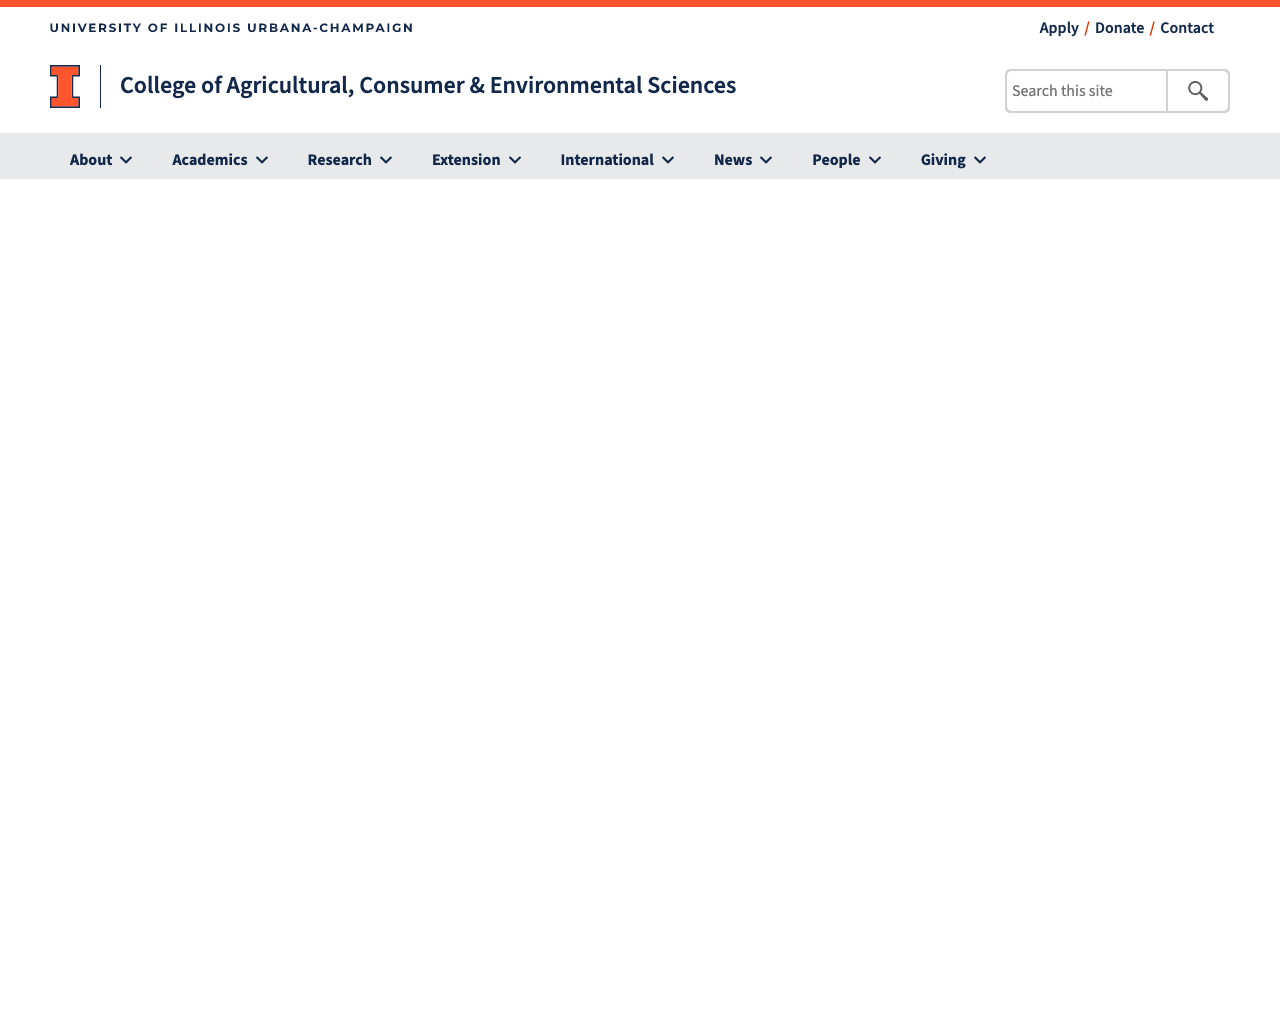 UNIVERSITY OF ILLINOIS URBANA-CHAMPAIGN
Apply / Donate / Contact
I
College of Agricultural, Consumer & Environmental Sciences
Search this site
About Academics Research Extension International News People Giving